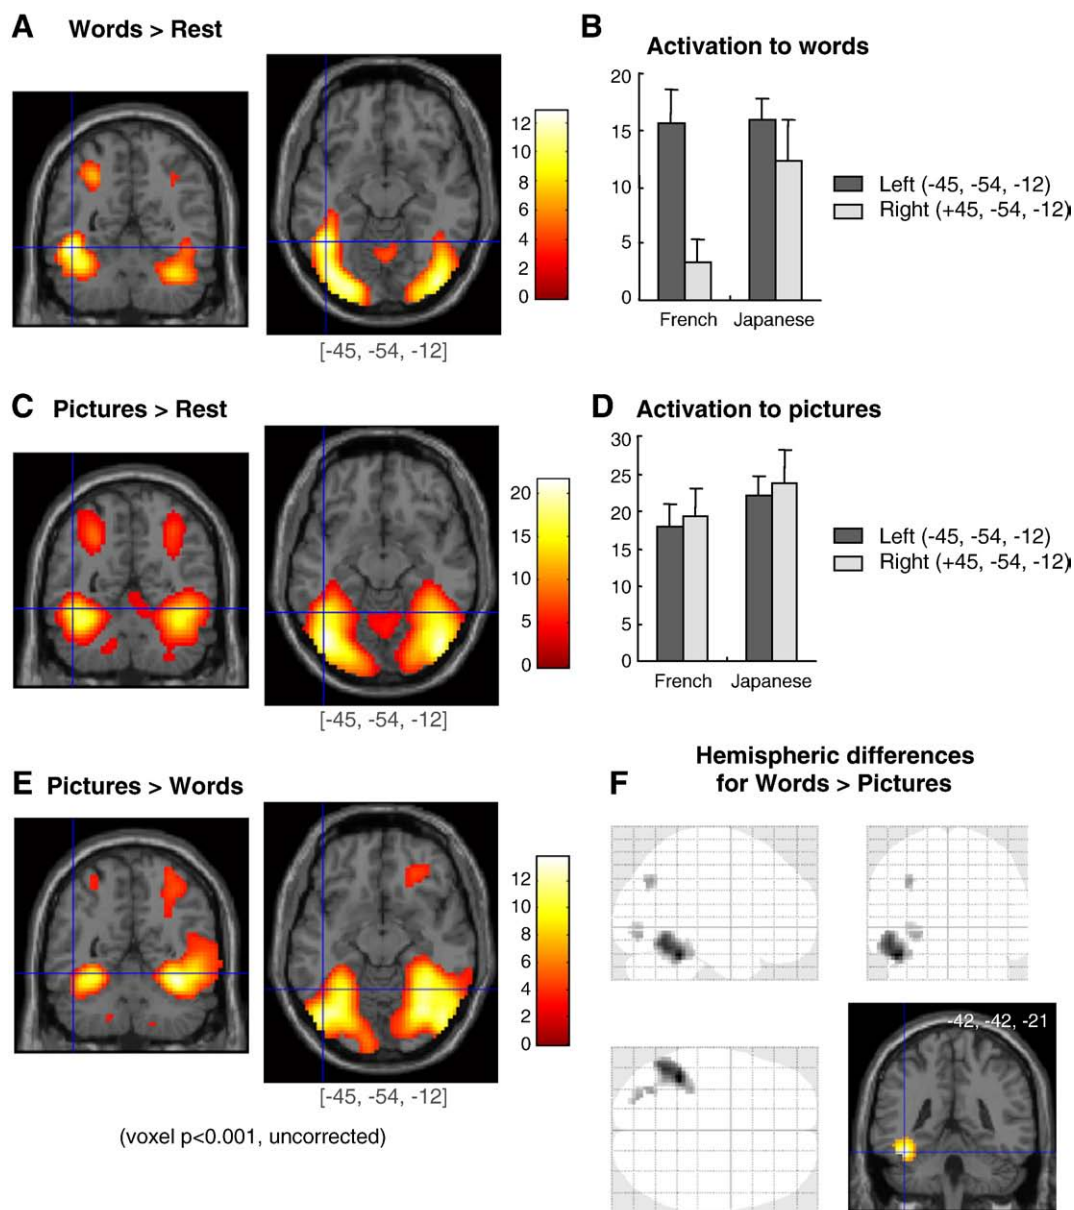 A Words > Rest
12
10
8
6
4
2
0
[-45, -54, -12]
B
Activation to words
20
15
10
5
0
French Japanese
Left (-45, -54, -12)
Right (+45, -54, -12)
C Pictures > Rest
20
15
10
5
0
[-45, -54, -12]
D Activation to pictures
30
25
20
15
10
5
0
French Japanese
Left (-45, -54, -12)
Right (+45, -54, -12)
E Pictures > Words
12
10
8
6
4
2
0
[-45, -54, -12]
(voxel p<0.001, uncorrected)
Hemispheric differences
F for Words > Pictures
-42, -42, -21